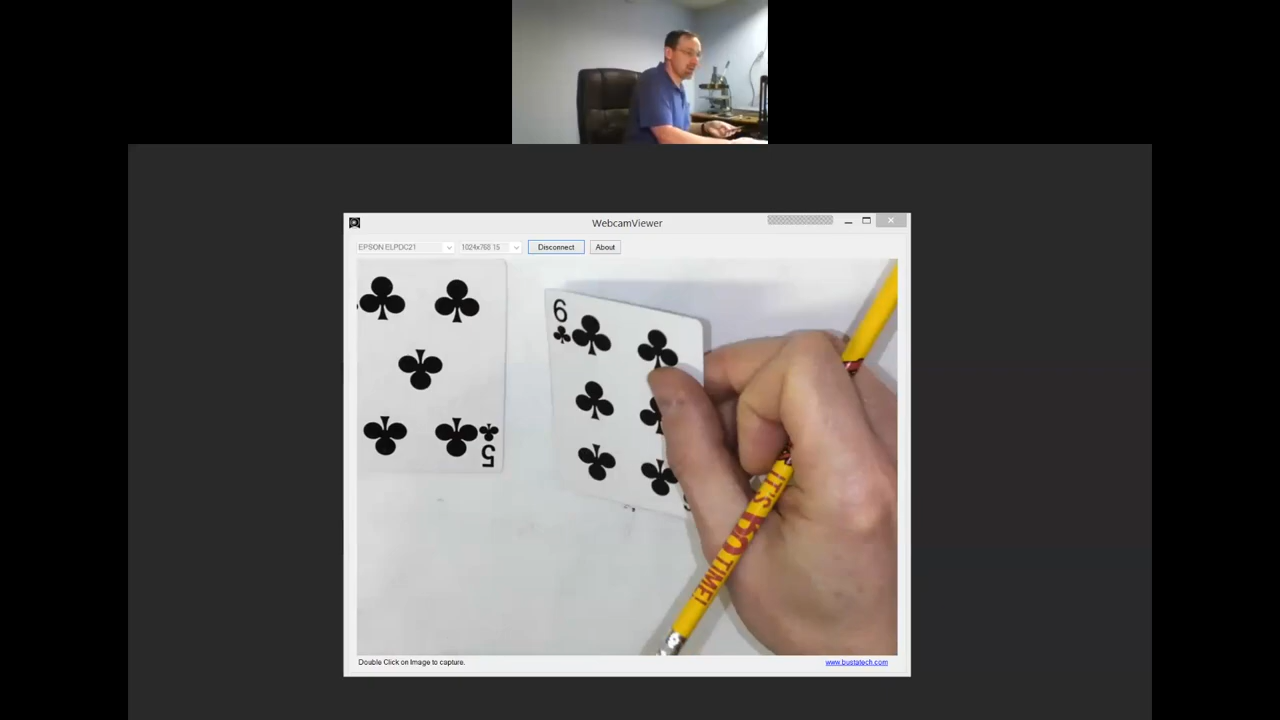 WebcamViewer
EPSON ELPDC21 1024x768 15 Disconnect About
6
5
IT'S TIME!
Double Click on Image to capture.
www.bustatech.com